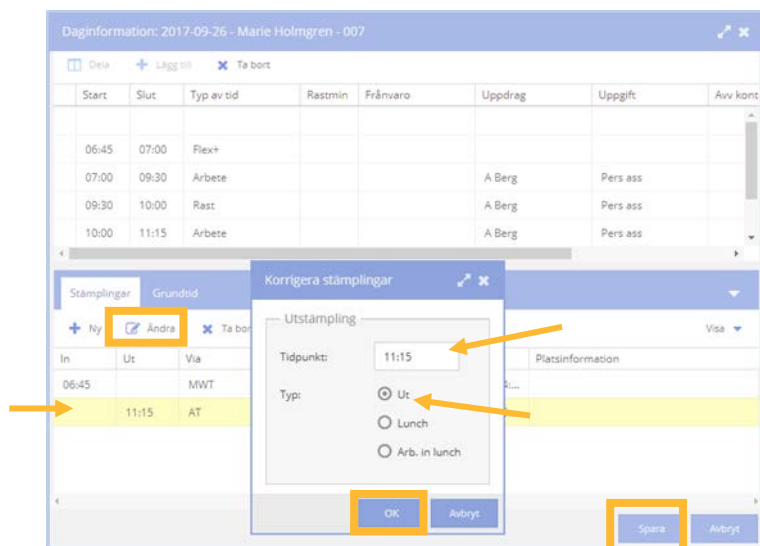 Daginformation: 2017-09-26 - Marie Holmgren - 007
Dela Lägg till Ta bort
Start Slut Typ av tid Rastmin Frånvaro Uppdrag Uppgift Avv kont
06:45 07:00 Flex+
07:00 09:30 Arbete A Berg Pers ass
09:30 10:00 Rast A Berg Pers ass
10:00 11:15 Arbete A Berg Pers ass
Stämplingar Grundtid
Ny Ändra Ta bor Visa
In Ut Via Platsinformation
06:45 MWT
11:15 AT
Korrigera stämplingar
Utstämpling
Tidpunkt: 11:15
Typ: Ut
Lunch
Arb. in lunch
OK Avbryt
Spara Avbryt